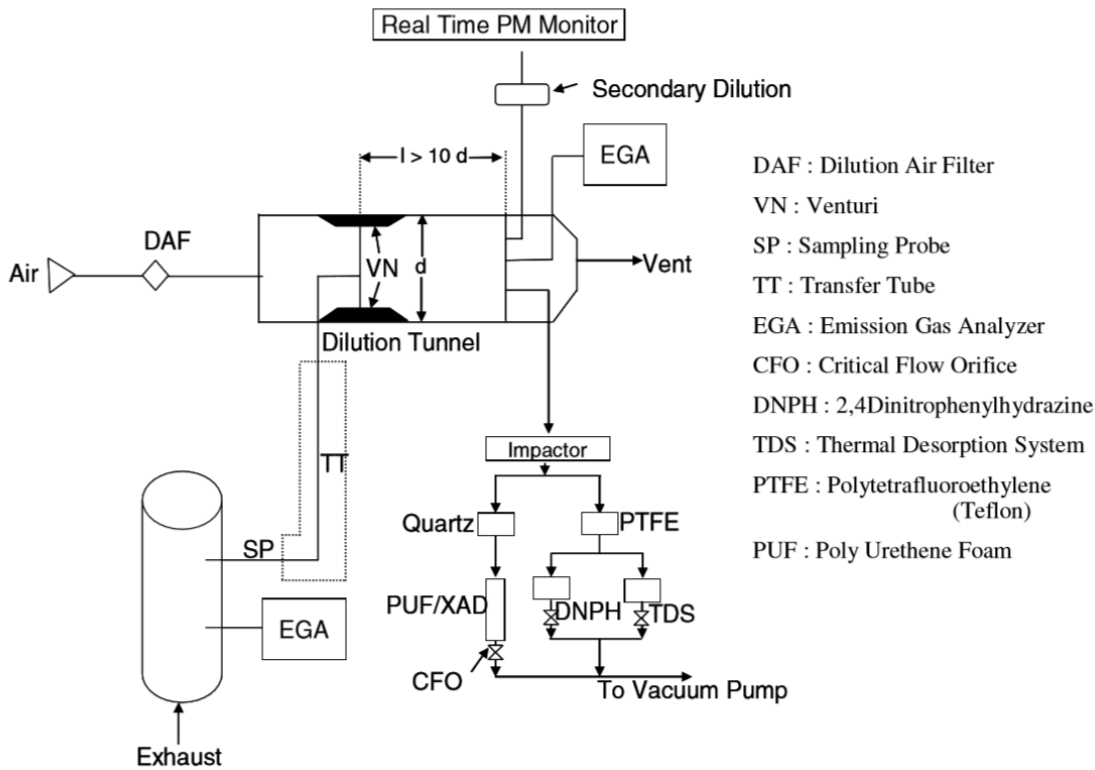 Real Time PM Monitor
Secondary Dilution
EGA
l > 10 d
DAF
Air
VN
d
Vent
Dilution Tunnel
TT
SP
EGA
Exhaust
Impactor
Quartz
PTFE
PUF/XAD
DNPH
TDS
CFO
To Vacuum Pump
DAF : Dilution Air Filter
VN : Venturi
SP : Sampling Probe
TT : Transfer Tube
EGA : Emission Gas Analyzer
CFO : Critical Flow Orifice
DNPH : 2,4Dinitrophenylhydrazine
TDS : Thermal Desorption System
PTFE : Polytetrafluoroethylene
(Teflon)
PUF : Poly Urethene Foam